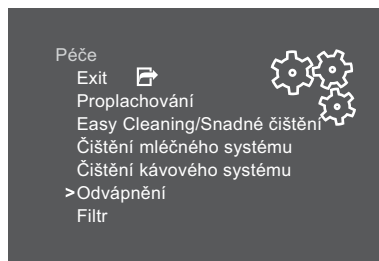 Péče
Exit
Proplachování
Easy Cleaning/Snadné čištění
Čištění mléčného systému
Čištění kávového systému
>Odvápnění
Filtr